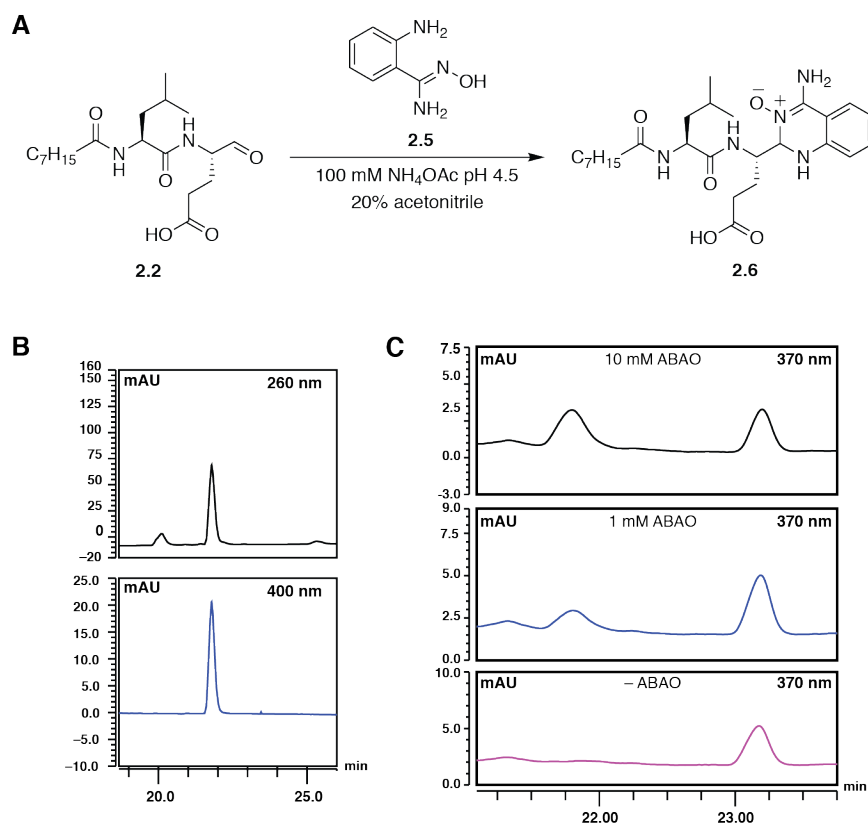 A
NH₂
N
OH
NH₂
2.5
100 mM NH₄OAc pH 4.5
20% acetonitrile
O
C₇H₁₅
N
H
O
H
N
O
HO
O
2.2
O
C₇H₁₅
N
H
O
H
N
O
−
N
+
NH₂
N
H
HO
O
2.6
B
mAU
260 nm
160
150
125
100
75
50
25
0
−20
mAU
400 nm
25.0
20.0
15.0
10.0
5.0
0.0
−5.0
−10.0
20.0
25.0
min
C
mAU
10 mM ABAO
370 nm
7.5
5.0
2.5
0.0
-3.0
mAU
1 mM ABAO
370 nm
9.0
7.5
5.0
2.5
0.0
mAU
– ABAO
370 nm
10.0
5.0
0.0
22.00
23.00
min